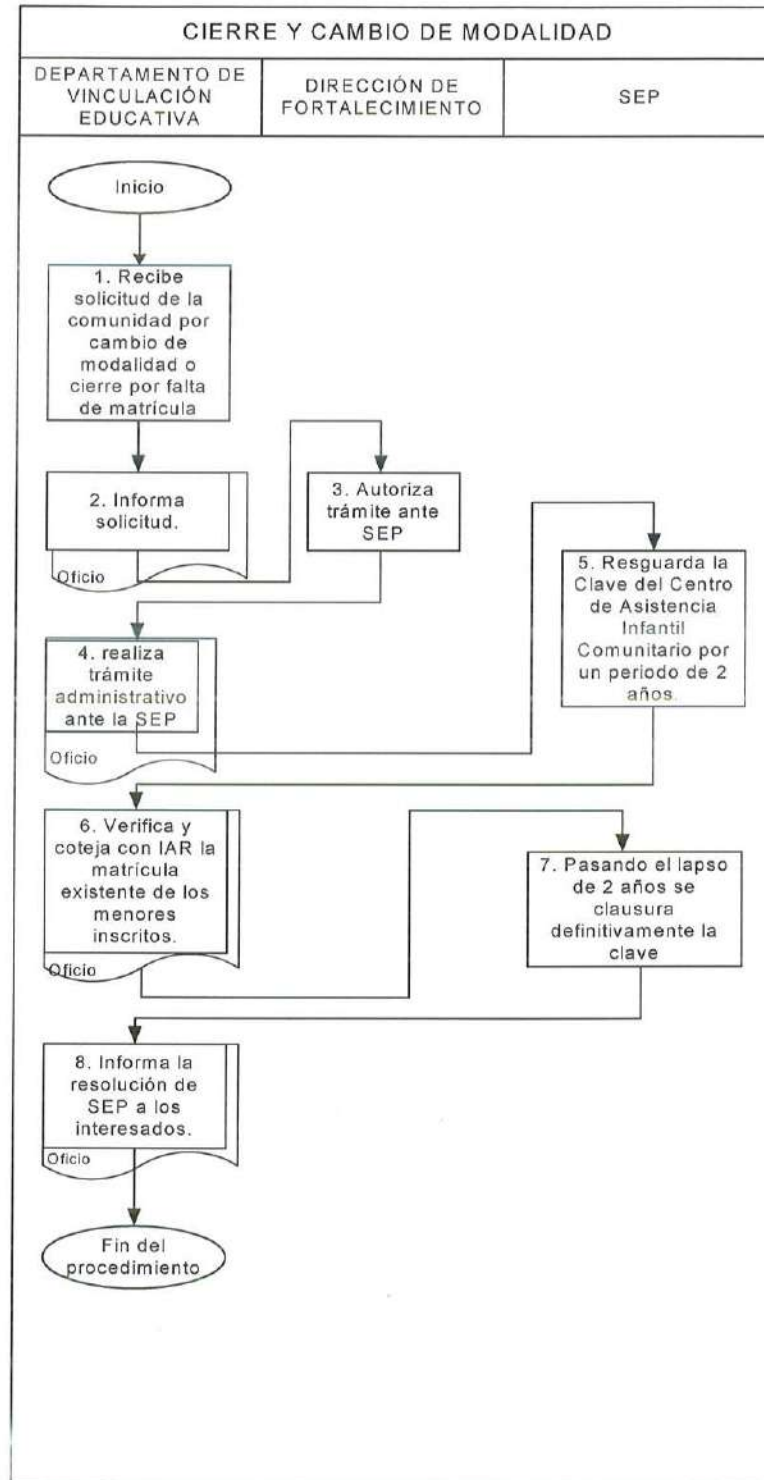 CIERRE Y CAMBIO DE MODALIDAD
DEPARTAMENTO DE
VINCULACIÓN
EDUCATIVA
DIRECCIÓN DE
FORTALECIMIENTO
SEP
Inicio
1. Recibe
solicitud de la
comunidad por
cambio de
modalidad o
cierre por falta
de matrícula
2. Informa
solicitud.
Oficio
3. Autoriza
trámite ante
SEP
4. realiza
trámite
administrativo
ante la SEP
Oficio
5. Resguarda la
Clave del Centro
de Asistencia
Infantil
Comunitario por
un periodo de 2
años.
6. Verifica y
coteja con IAR la
matrícula
existente de los
menores
inscritos.
Oficio
7. Pasando el lapso
de 2 años se
clausura
definitivamente la
clave
8. Informa la
resolución de
SEP a los
interesados.
Oficio
Fin del
procedimiento